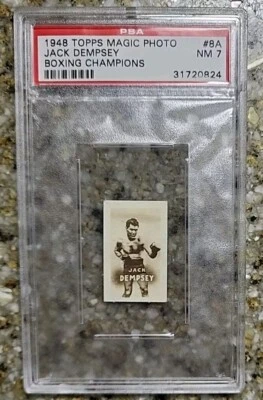 PSA
1948 TOPPS MAGIC PHOTO #8A
JACK DEMPSEY NM 7
BOXING CHAMPIONS
31720824
JACK
DEMPSEY